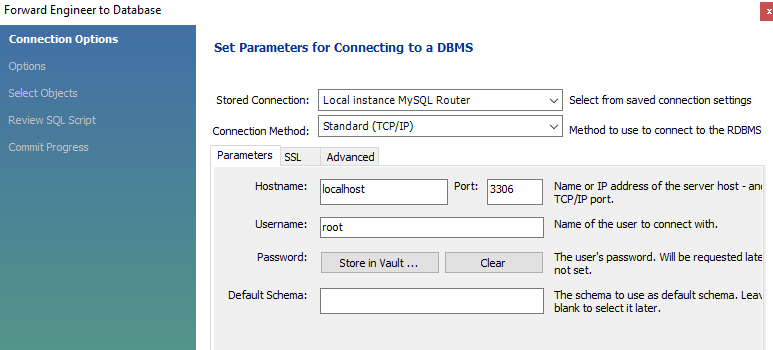 Forward Engineer to Database
x
Connection Options
Options
Select Objects
Review SQL Script
Commit Progress
Set Parameters for Connecting to a DBMS
Stored Connection: Local instance MySQL Router Select from saved connection settings
Connection Method: Standard (TCP/IP) Method to use to connect to the RDBMS
Parameters SSL Advanced
Hostname: localhost Port: 3306 Name or IP address of the server host - and
TCP/IP port.
Username: root Name of the user to connect with.
Password: Store in Vault ... Clear The user's password. Will be requested late
not set.
Default Schema: The schema to use as default schema. Leav
blank to select it later.